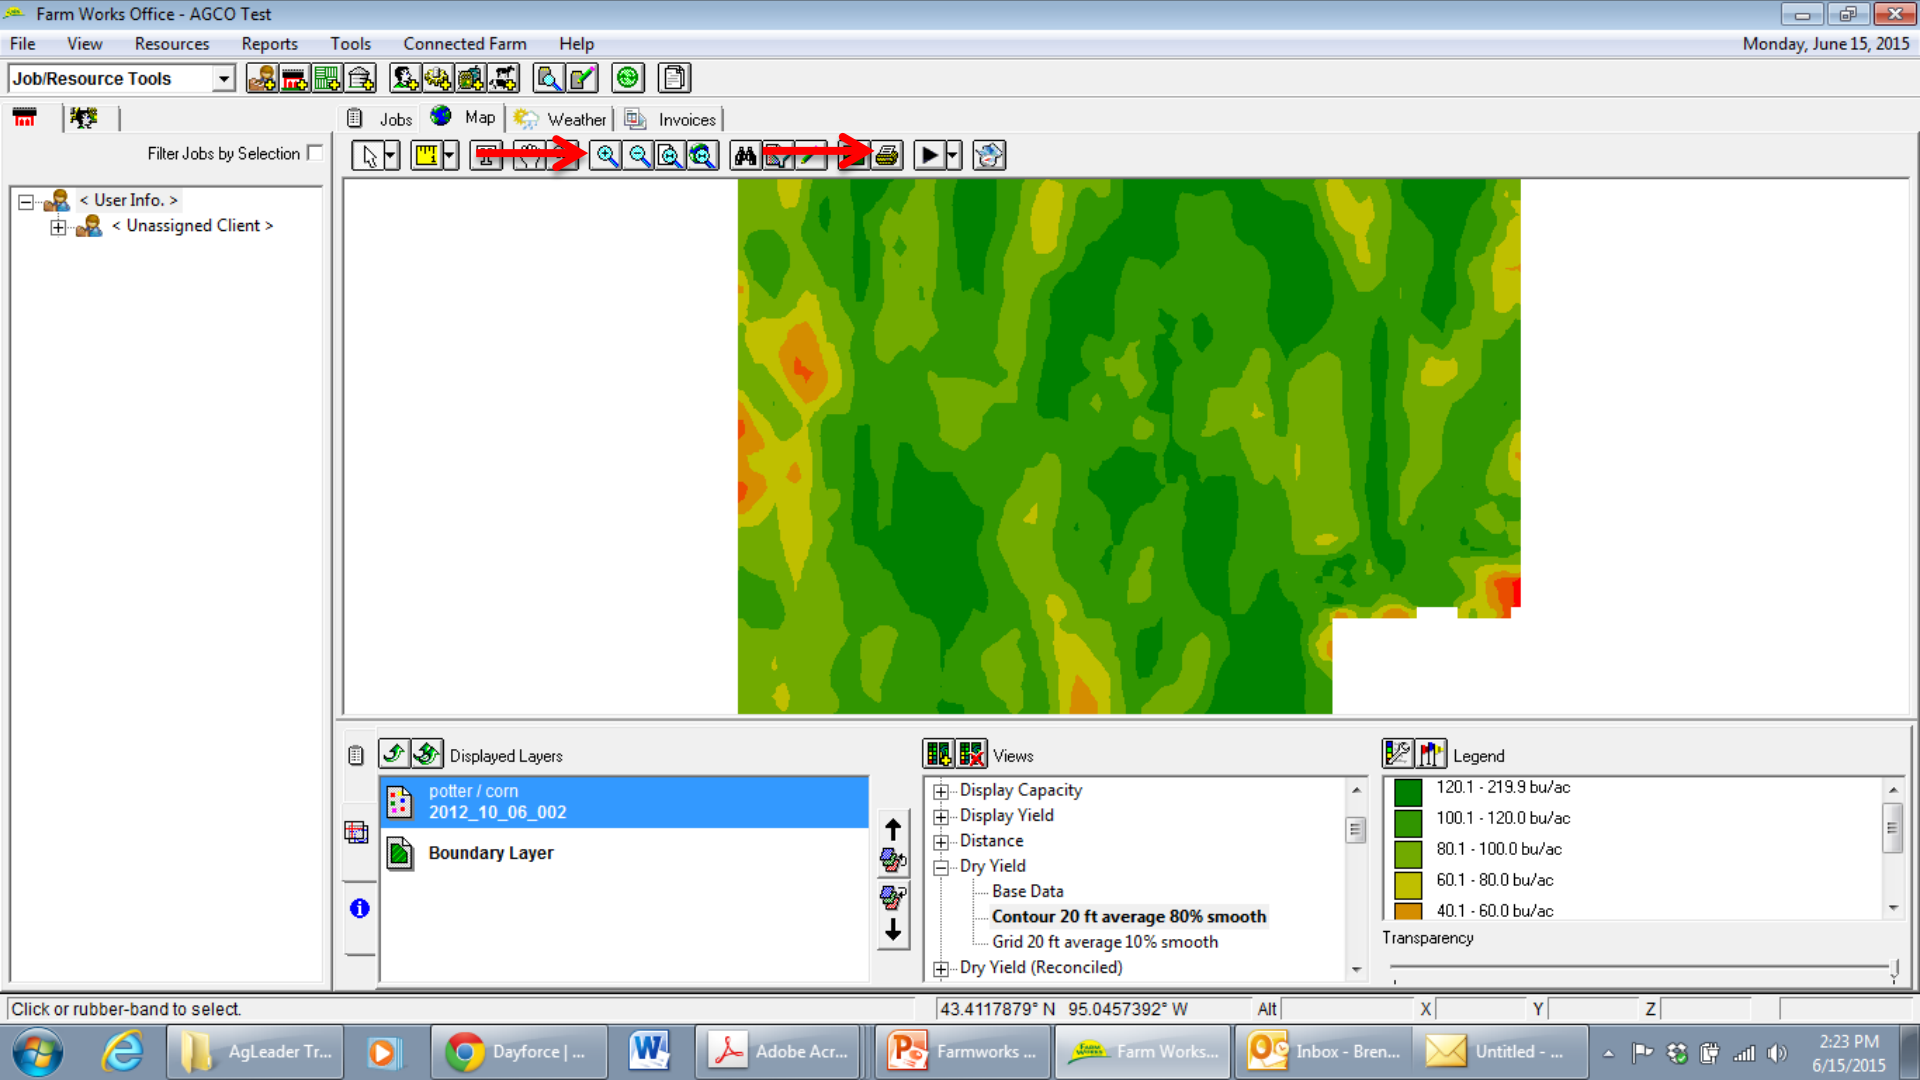 Farm Works Office - AGCO Test
File View Resources Reports Tools Connected Farm Help Monday, June 15, 2015
Job/Resource Tools
Jobs Map Weather Invoices
Filter Jobs by Selection
< User Info. >
< Unassigned Client >
Displayed Layers
potter / corn
2012_10_06_002
Boundary Layer
Views
Display Capacity
Display Yield
Distance
Dry Yield
Base Data
Contour 20 ft average 80% smooth
Grid 20 ft average 10% smooth
Dry Yield (Reconciled)
Legend
120.1 - 219.9 bu/ac
100.1 - 120.0 bu/ac
80.1 - 100.0 bu/ac
60.1 - 80.0 bu/ac
40.1 - 60.0 bu/ac
Transparency
Click or rubber-band to select. 43.4117879° N 95.0457392° W Alt X Y Z
AgLeader Tr... Dayforce | ... Adobe Acr... Farmworks ... Farm Works... Inbox - Bren... Untitled - ...
2:23 PM
6/15/2015